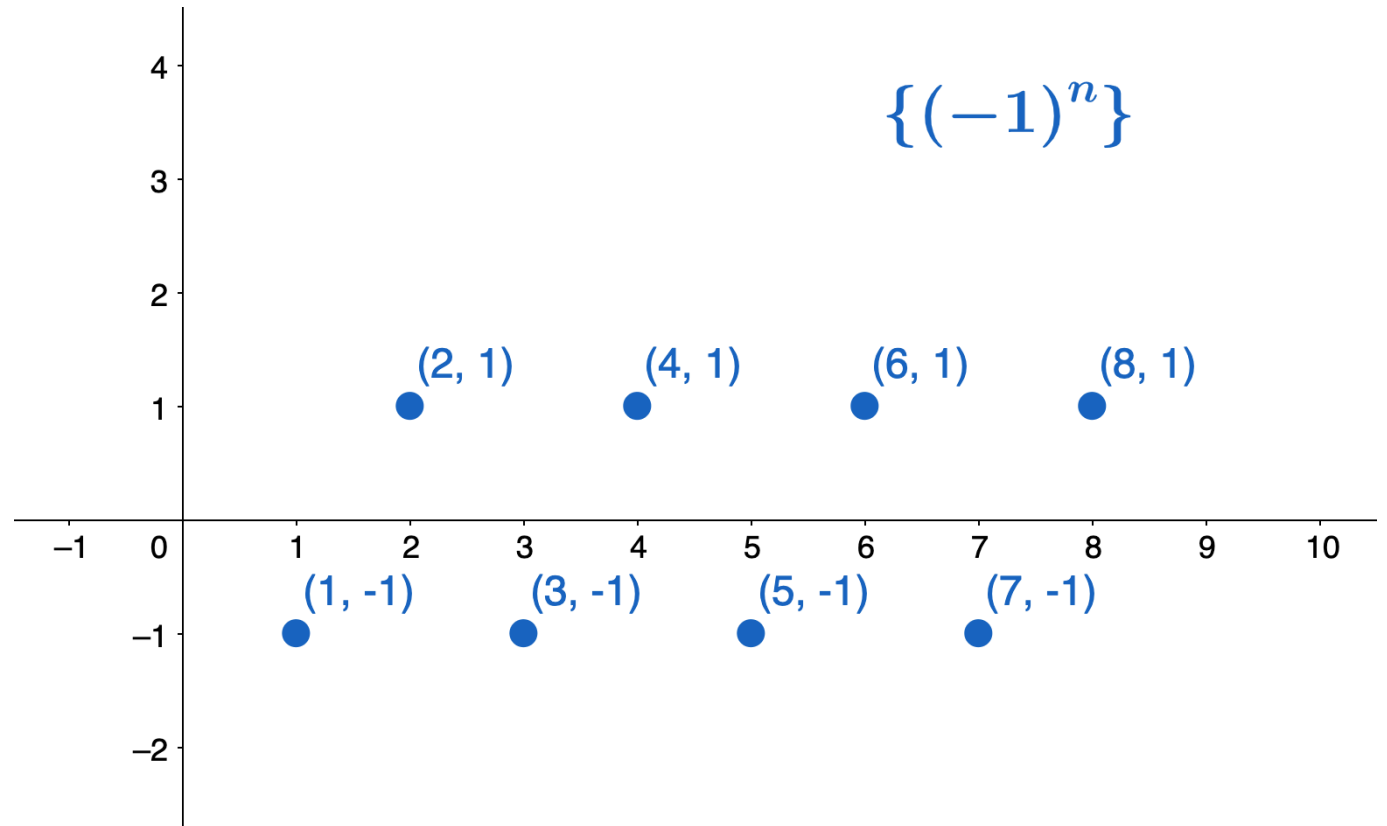 4
{(−1)ⁿ}
3
2
(2, 1) (4, 1) (6, 1) (8, 1)
1
–1 0 1 2 3 4 5 6 7 8 9 10
(1, -1) (3, -1) (5, -1) (7, -1)
–1
–2